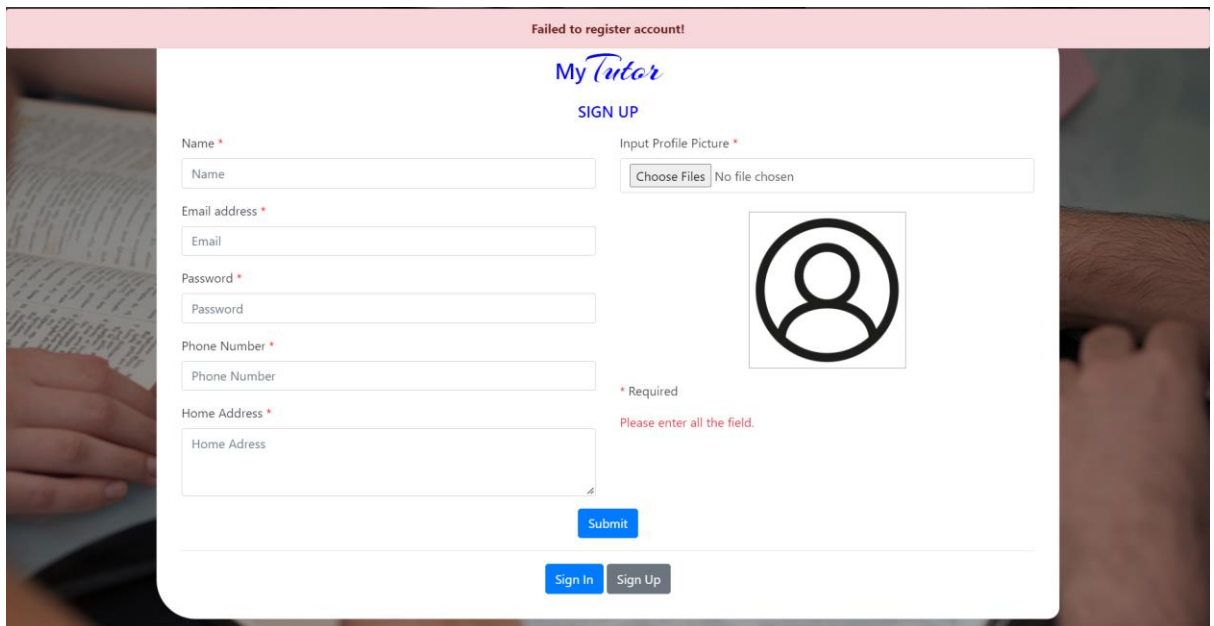 Failed to register account!
My Tutor
SIGN UP
Name *
Name
Email address *
Email
Password *
Password
Phone Number *
Phone Number
Home Address *
Home Adress
Input Profile Picture *
Choose Files No file chosen
* Required
Please enter all the field.
Submit
Sign In Sign Up